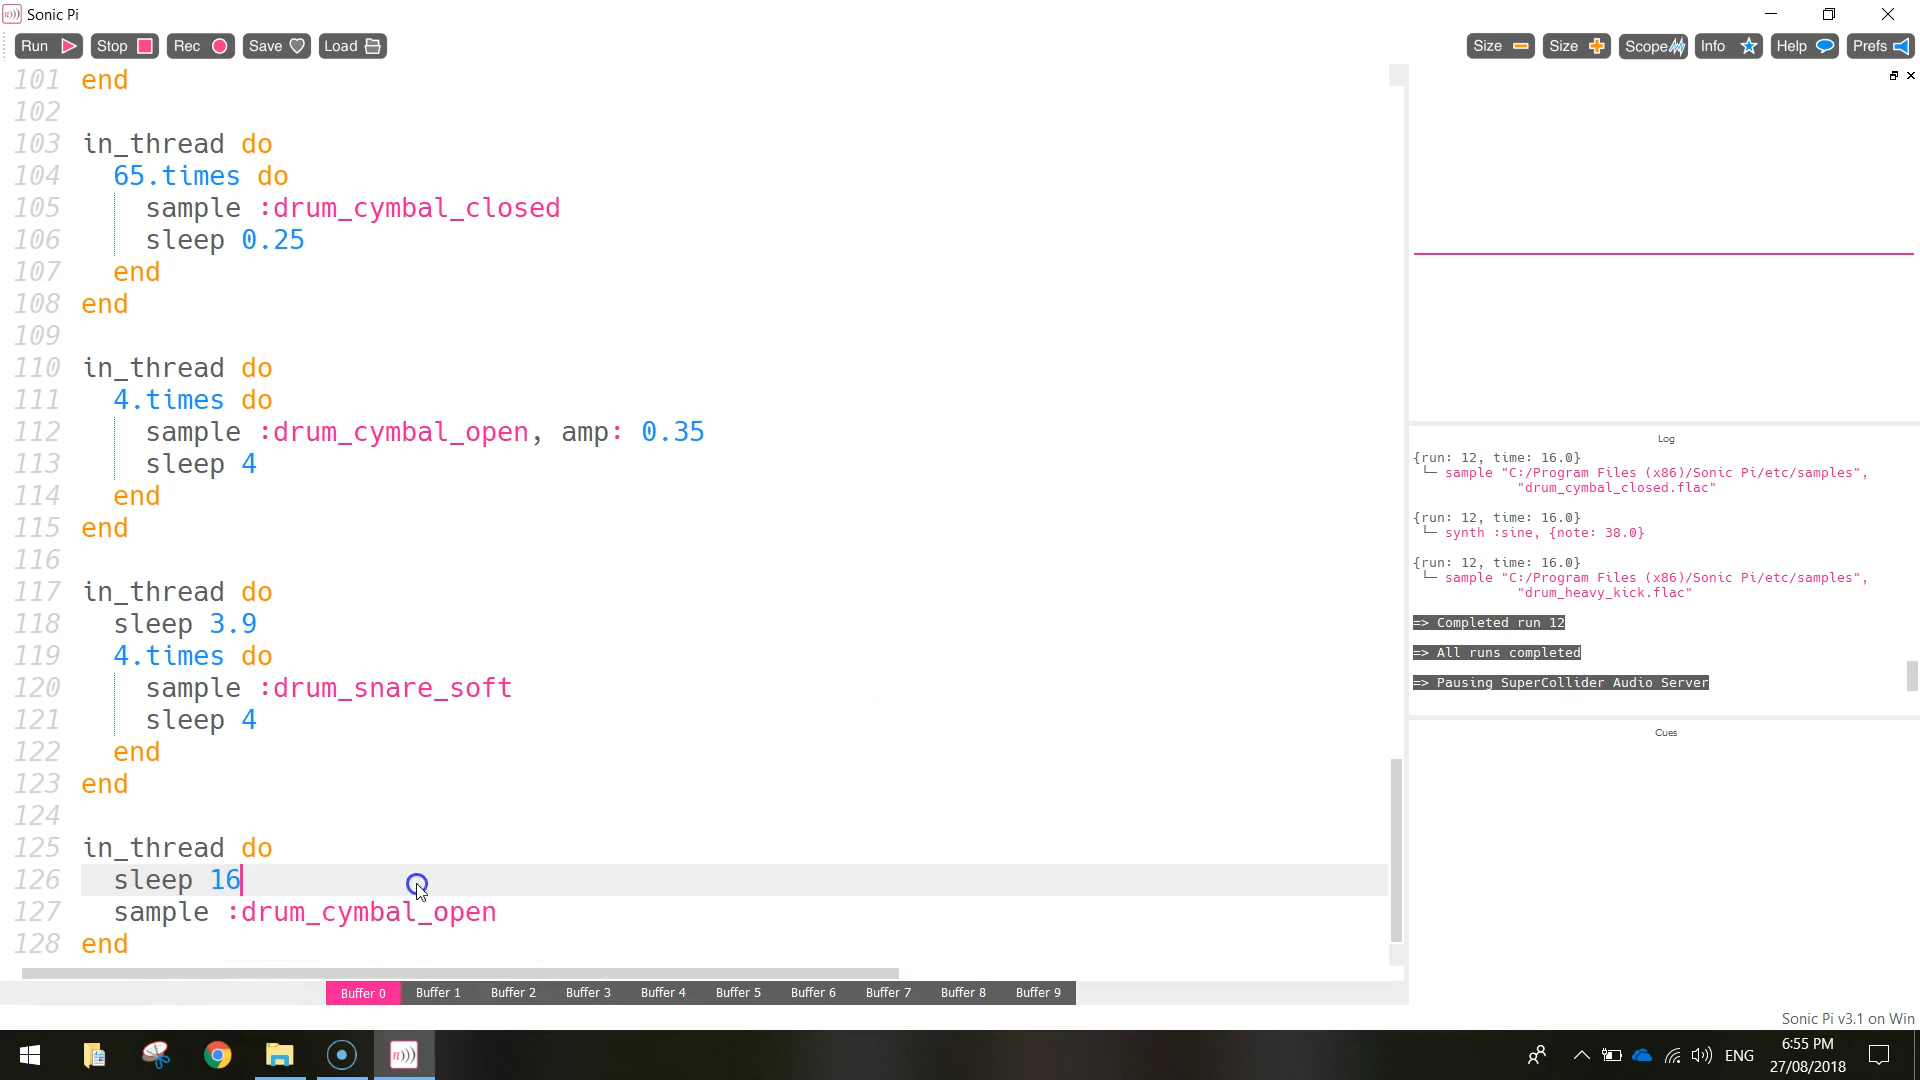 Sonic Pi
Run Stop Rec Save Load Size Size Scope Info Help Prefs
101 end
102
103 in_thread do
104 65.times do
105 sample :drum_cymbal_closed
106 sleep 0.25
107 end
108 end
109
110 in_thread do
111 4.times do
112 sample :drum_cymbal_open, amp: 0.35
113 sleep 4
114 end
115 end
116
117 in_thread do
118 sleep 3.9
119 4.times do
120 sample :drum_snare_soft
121 sleep 4
122 end
123 end
124
125 in_thread do
126 sleep 16
127 sample :drum_cymbal_open
128 end
Log
{run: 12, time: 16.0}
└─ sample "C:/Program Files (x86)/Sonic Pi/etc/samples",
"drum_cymbal_closed.flac"
{run: 12, time: 16.0}
└─ synth :sine, {note: 38.0}
{run: 12, time: 16.0}
└─ sample "C:/Program Files (x86)/Sonic Pi/etc/samples",
"drum_heavy_kick.flac"
=> Completed run 12
=> All runs completed
=> Pausing SuperCollider Audio Server
Cues
Buffer 0 Buffer 1 Buffer 2 Buffer 3 Buffer 4 Buffer 5 Buffer 6 Buffer 7 Buffer 8 Buffer 9
Sonic Pi v3.1 on Win
ENG
6:55 PM
27/08/2018